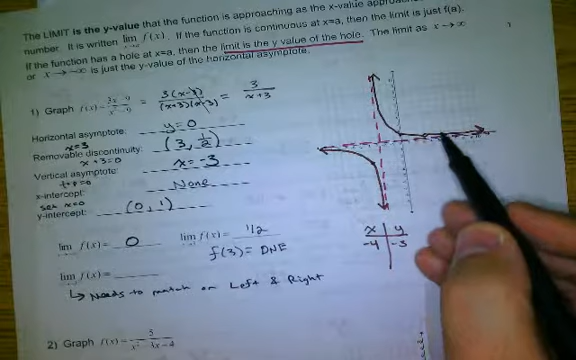 The LIMIT is the y-value that the function is approaching as the x-value approac
number. It is written lim f(x). If the function is continuous at x=a, then the limit is just f(a).
If the function has a hole at x=a, then the limit is the y value of the hole. The limit as x→∞
or x→-∞ is just the y-value of the horizontal asymptote.
1) Graph f(x)= 3x-9 / x²-9 = 3(x-3) / (x+3)(x-3) = 3 / x+3
Horizontal asymptote: y=0
x=3
Removable discontinuity: (3, 1/2)
x+3=0
Vertical asymptote: x=-3
x-intercept: None
set x=0
y-intercept: (0, 1)
lim f(x)= 0 lim f(x)= 1/2
f(3)= DNE
lim f(x)=
↳ Needs to match on Left & Right
x y
-4 -3
2) Graph f(x)=